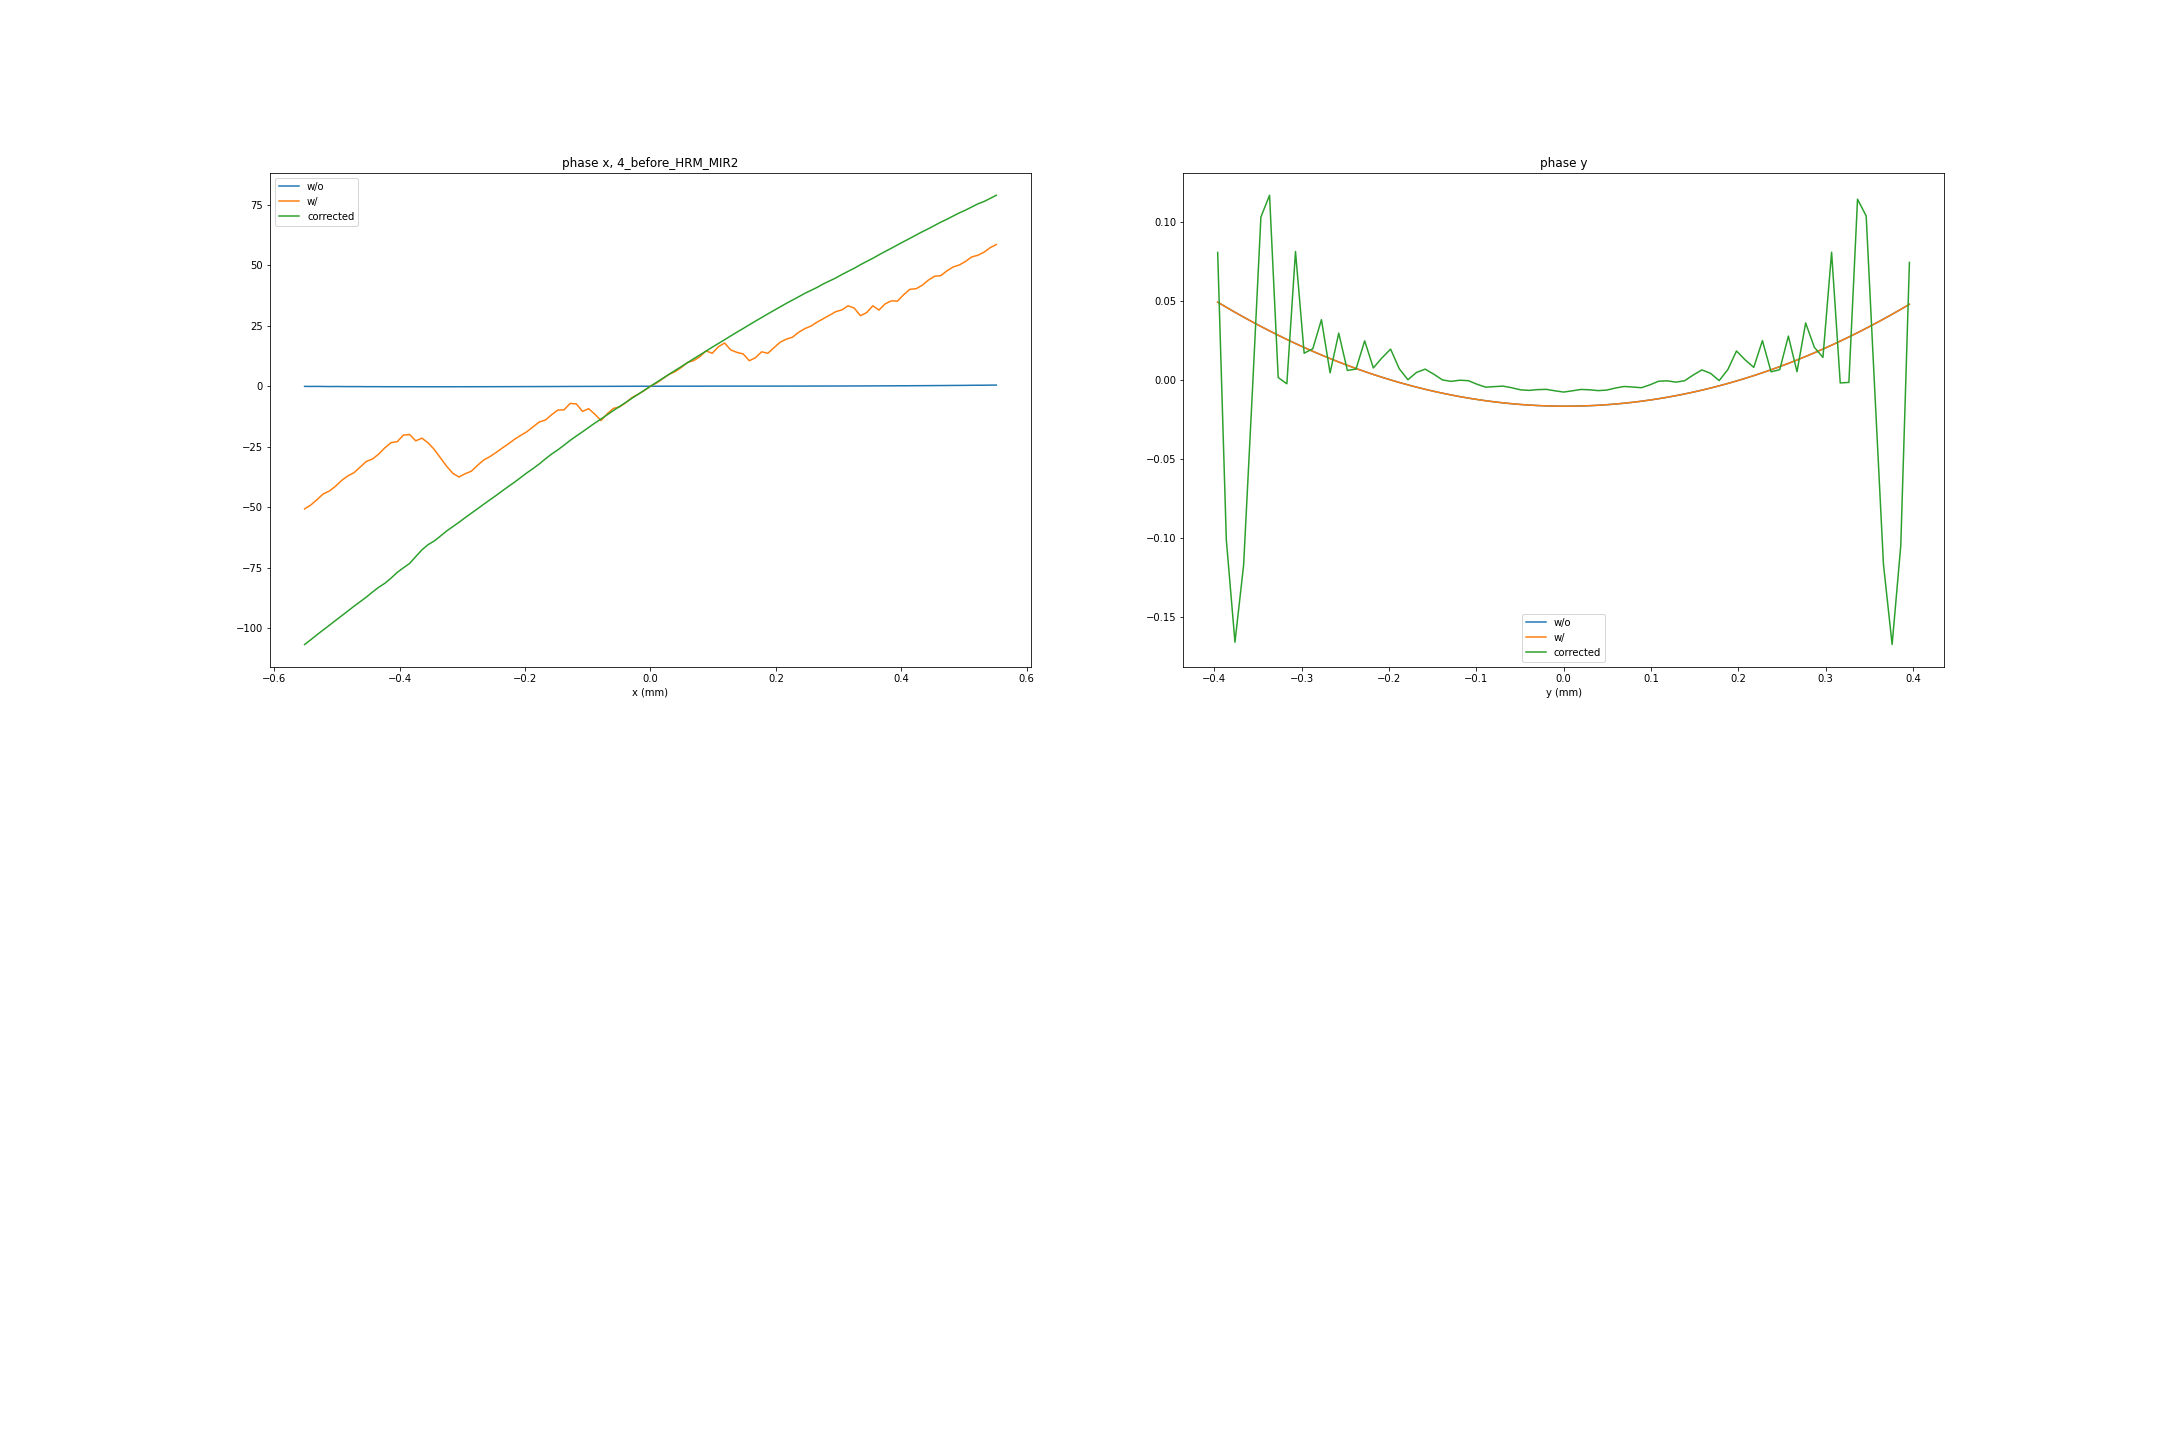 phase x, 4_before_HRM_MIR2
w/o
w/
corrected
75
50
25
0
−25
−50
−75
−100
−0.6 −0.4 −0.2 0.0 0.2 0.4 0.6
x (mm)
phase y
0.10
0.05
0.00
−0.05
−0.10
−0.15
w/o
w/
corrected
−0.4 −0.3 −0.2 −0.1 0.0 0.1 0.2 0.3 0.4
y (mm)